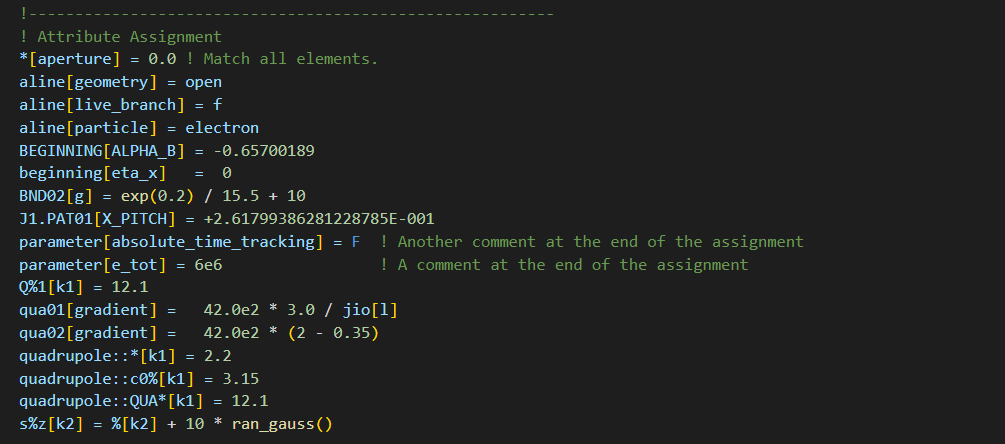 !--------------------------------------------------------
! Attribute Assignment
*[aperture] = 0.0 ! Match all elements.
aline[geometry] = open
aline[live_branch] = f
aline[particle] = electron
BEGINNING[ALPHA_B] = -0.65700189
beginning[eta_x]   =  0
BND02[g] = exp(0.2) / 15.5 + 10
J1.PAT01[X_PITCH] = +2.61799386281228785E-001
parameter[absolute_time_tracking] = F  ! Another comment at the end of the assignment
parameter[e_tot] = 6e6                 ! A comment at the end of the assignment
Q%1[k1] = 12.1
qua01[gradient] =   42.0e2 * 3.0 / jio[l]
qua02[gradient] =   42.0e2 * (2 - 0.35)
quadrupole::*[k1] = 2.2
quadrupole::c0%[k1] = 3.15
quadrupole::QUA*[k1] = 12.1
s%z[k2] = %[k2] + 10 * ran_gauss()